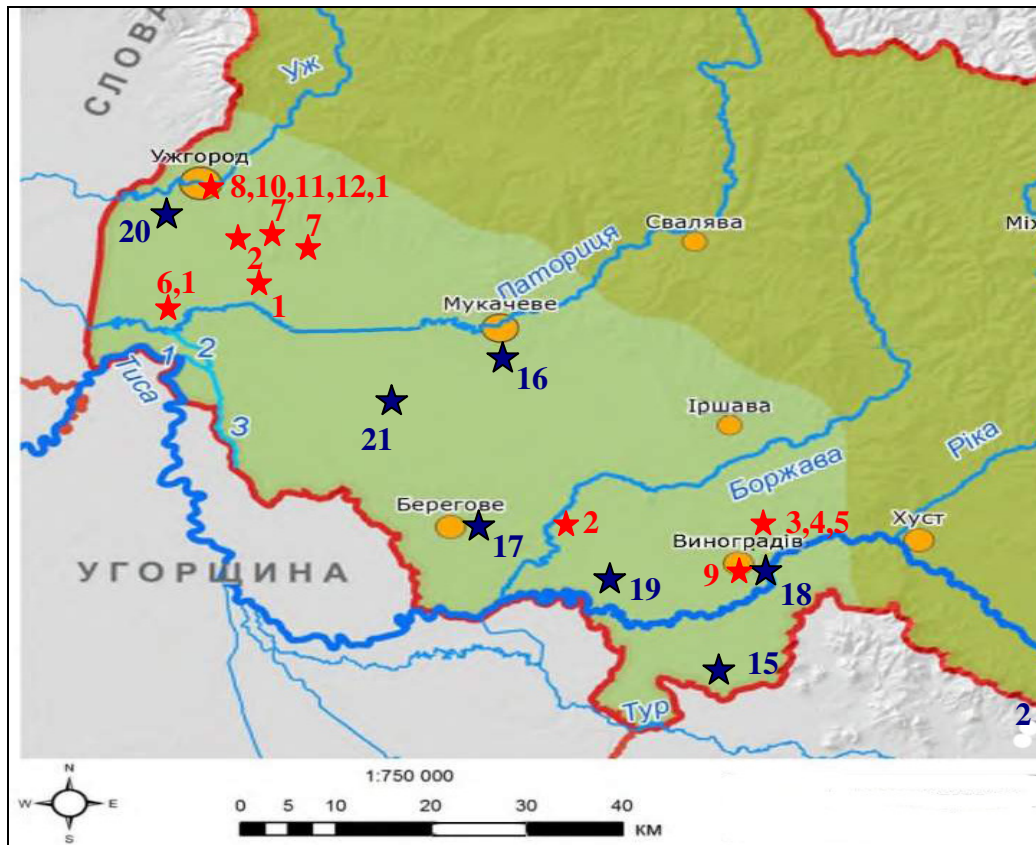 СЛОВА
Уж
Ужгород
8,10,11,12,1
20
7
7
2
6,1
1
Свалява
Міх
Паториця
Мукачеве
1
2
3
Тиса
16
21
Іршава
Боржава
Ріка
Берегове
17
2
3,4,5
Хуст
Виноградів
9
УГОРЩИНА
19
18
15
Тур
2
N
W
E
S
1:750 000
0 5 10 20 30 40
КМ